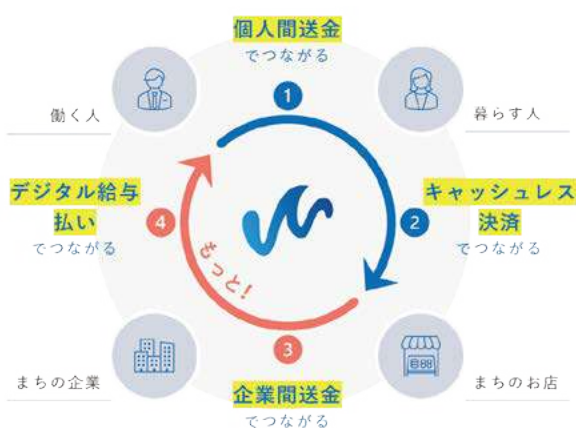 個人間送金
でつながる
1
働く人
暮らす人
デジタル給与
払い
でつながる
4
2
キャッシュレス
決済
でつながる
もっと!
3
まちの企業
企業間送金
でつながる
まちのお店